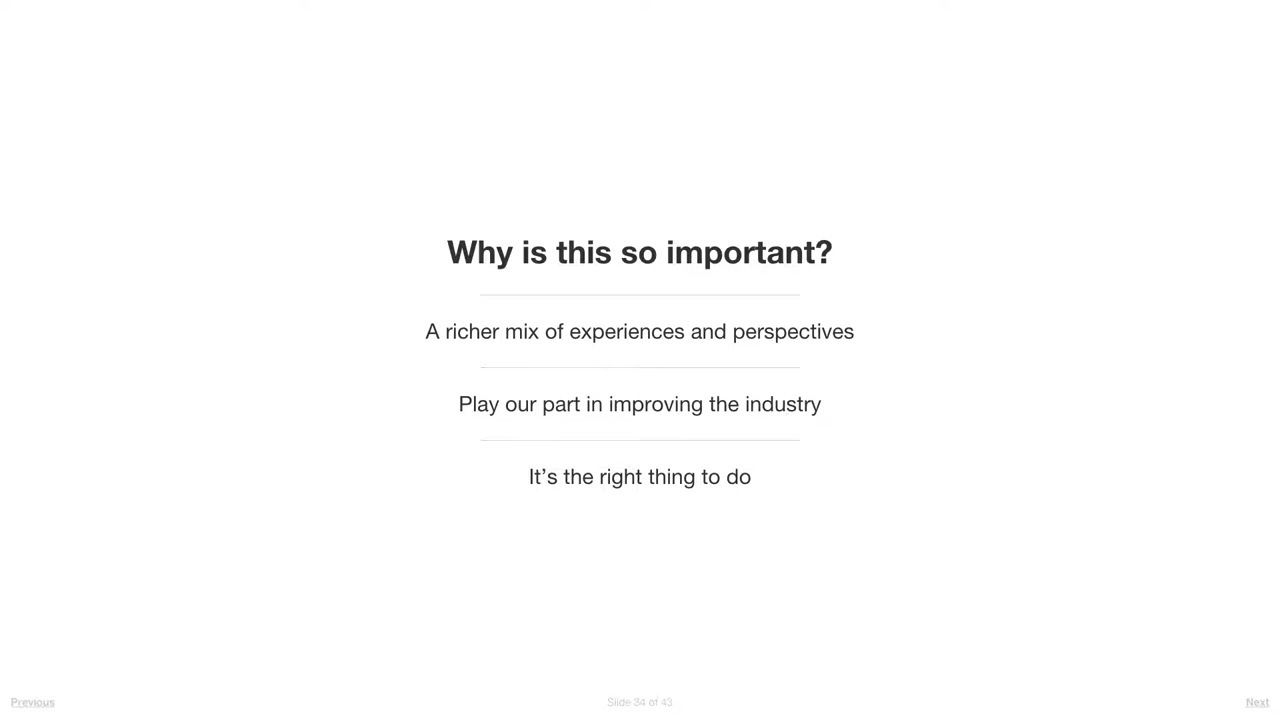 Why is this so important?
A richer mix of experiences and perspectives
Play our part in improving the industry
It’s the right thing to do
Previous
Slide 34 of 43
Next